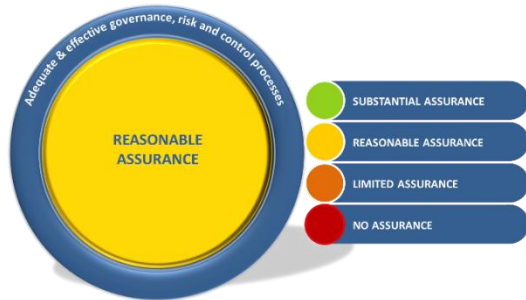 Adequate & effective governance, risk and control processes
REASONABLE
ASSURANCE
SUBSTANTIAL ASSURANCE
REASONABLE ASSURANCE
LIMITED ASSURANCE
NO ASSURANCE